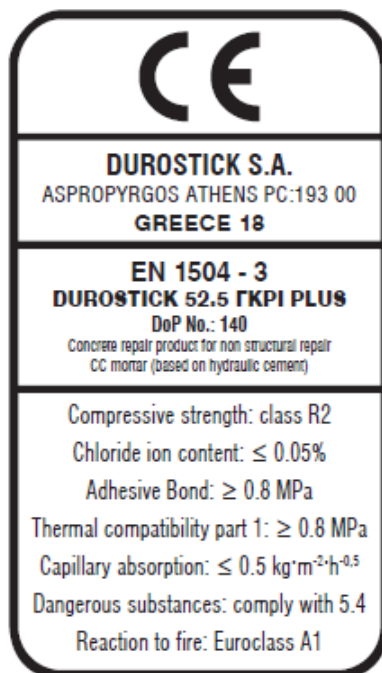 CE
DUROSTICK S.A.
ASPROPYRGOS ATHENS PC:193 00
GREECE 18
EN 1504 - 3
DUROSTICK 52.5 ΓΚΡΙ PLUS
DoP No.: 140
Concrete repair product for non structural repair
CC mortar (based on hydraulic cement)
Compressive strength: class R2
Chloride ion content: ≤ 0.05%
Adhesive Bond: ≥ 0.8 MPa
Thermal compatibility part 1: ≥ 0.8 MPa
Capillary absorption: ≤ 0.5 kg·m⁻²·h⁻⁰·⁵
Dangerous substances: comply with 5.4
Reaction to fire: Euroclass A1